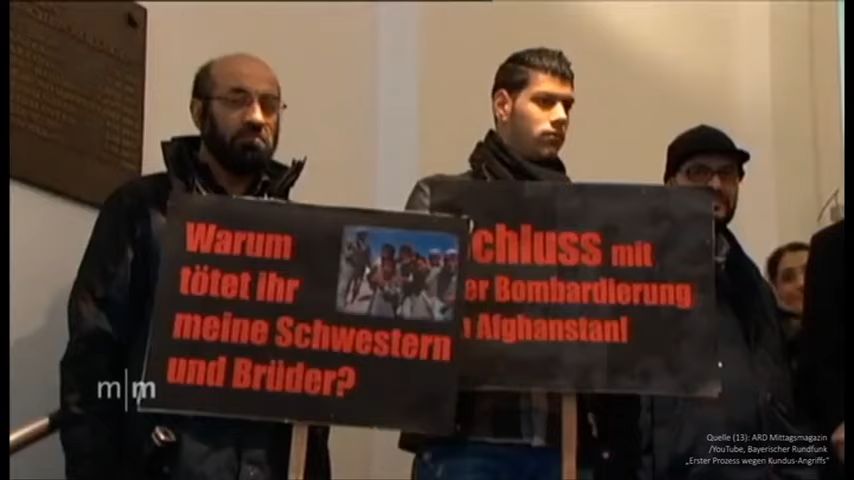 Warum
tötet ihr
meine Schwestern
und Brüder?
chluss mit
er Bombardierung
Afghanstan!
m|m
Quelle (13): ARD Mittagsmagazin
/YouTube, Bayerischer Rundfunk
„Erster Prozess wegen Kundus-Angriffs“